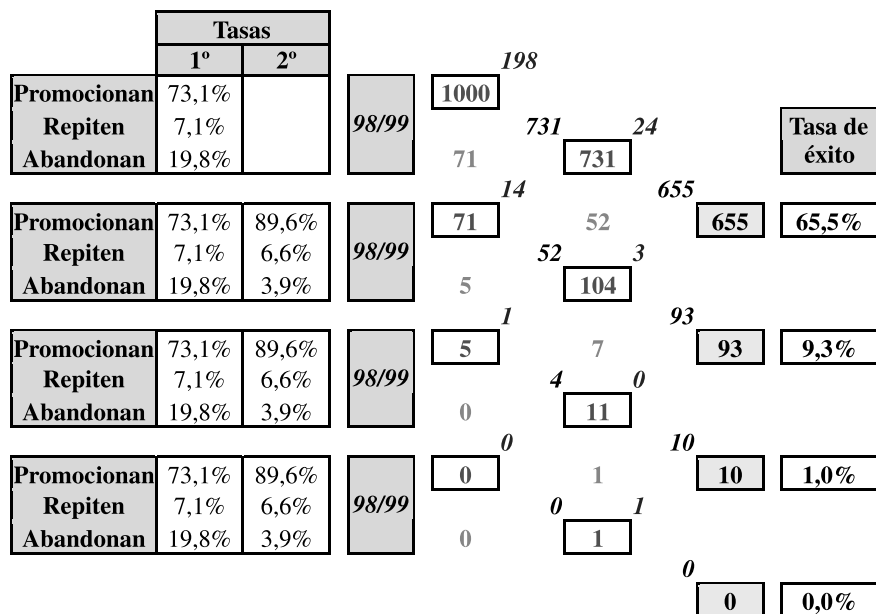 Tasas
1º 2º
198
Promocionan 73,1% 1000
Repiten 7,1% 98/99 731 24 Tasa de
Abandonan 19,8% 71 731 éxito
14 655
Promocionan 73,1% 89,6% 71 52 655 65,5%
Repiten 7,1% 6,6% 98/99 52 3
Abandonan 19,8% 3,9% 5 104
1 93
Promocionan 73,1% 89,6% 5 7 93 9,3%
Repiten 7,1% 6,6% 98/99 4 0
Abandonan 19,8% 3,9% 0 11
0 10
Promocionan 73,1% 89,6% 0 1 10 1,0%
Repiten 7,1% 6,6% 98/99 0 1
Abandonan 19,8% 3,9% 0 1
0
0 0,0%